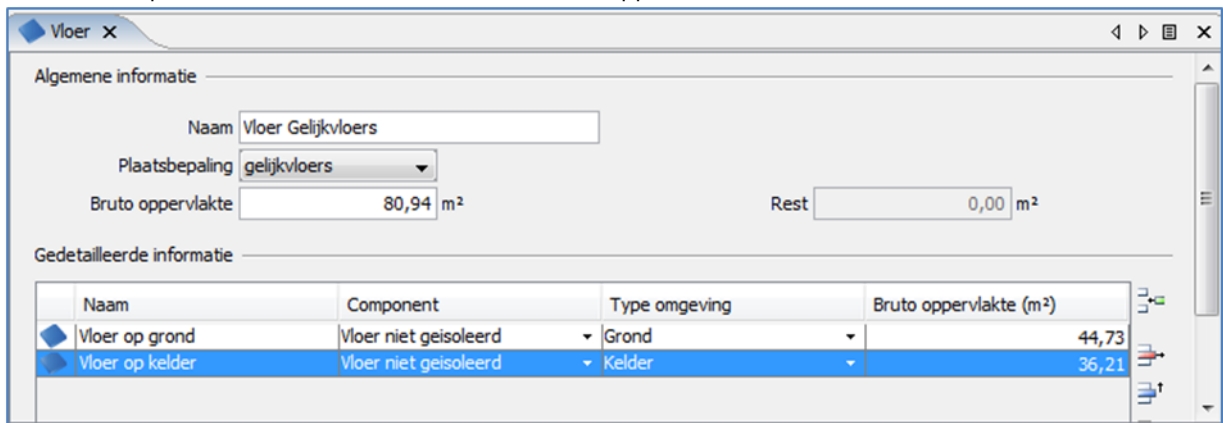 Vloer
Algemene informatie
Naam Vloer Gelijkvloers
Plaatsbepaling gelijkvloers
Bruto oppervlakte 80,94 m² Rest 0,00 m²
Gedetailleerde informatie
Naam Component Type omgeving Bruto oppervlakte (m²)
Vloer op grond Vloer niet geisoleerd Grond 44,73
Vloer op kelder Vloer niet geisoleerd Kelder 36,21